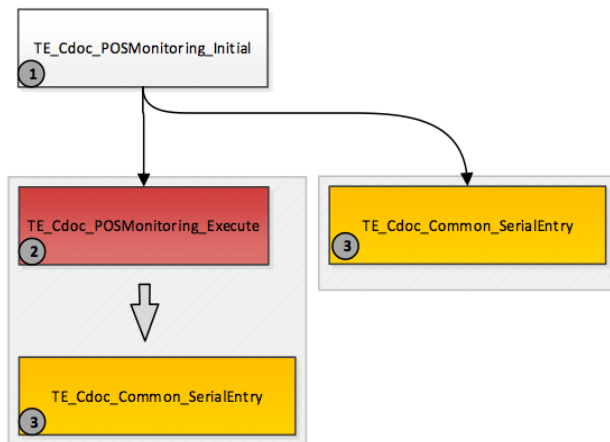 TE_Cdoc_POSMonitoring_Initial
1
TE_Cdoc_POSMonitoring_Execute
2
TE_Cdoc_Common_SerialEntry
3
TE_Cdoc_Common_SerialEntry
3